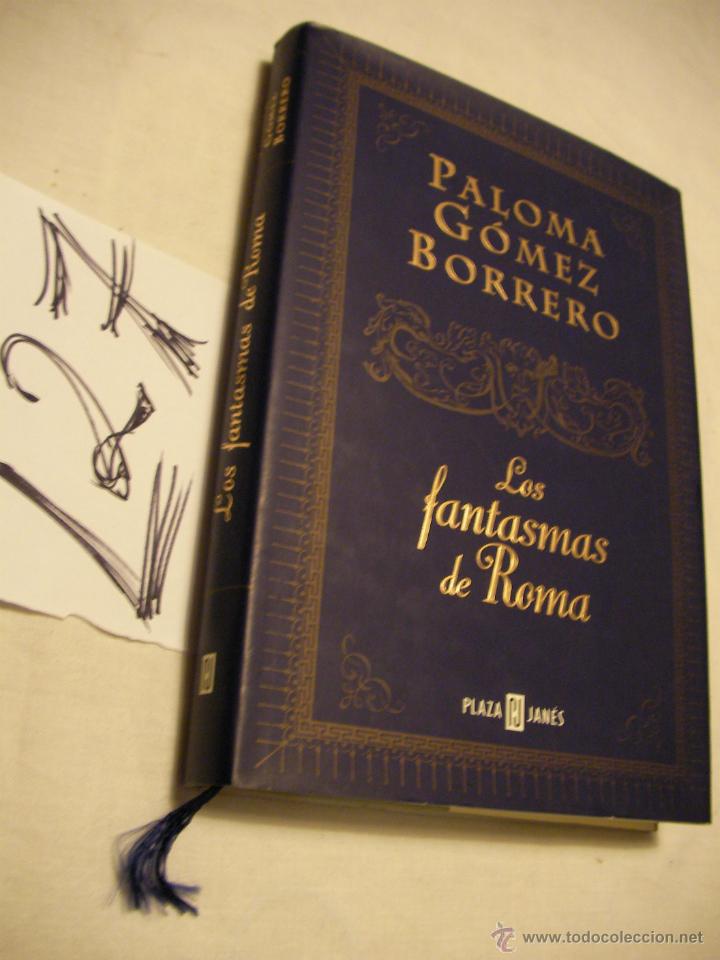 PALOMA
GÓMEZ
BORRERO
Los
fantasmas
de Roma
PLAZA JANÉS
GÓMEZ
BORRERO
Los fantasmas de Roma
www.todocoleccion.net